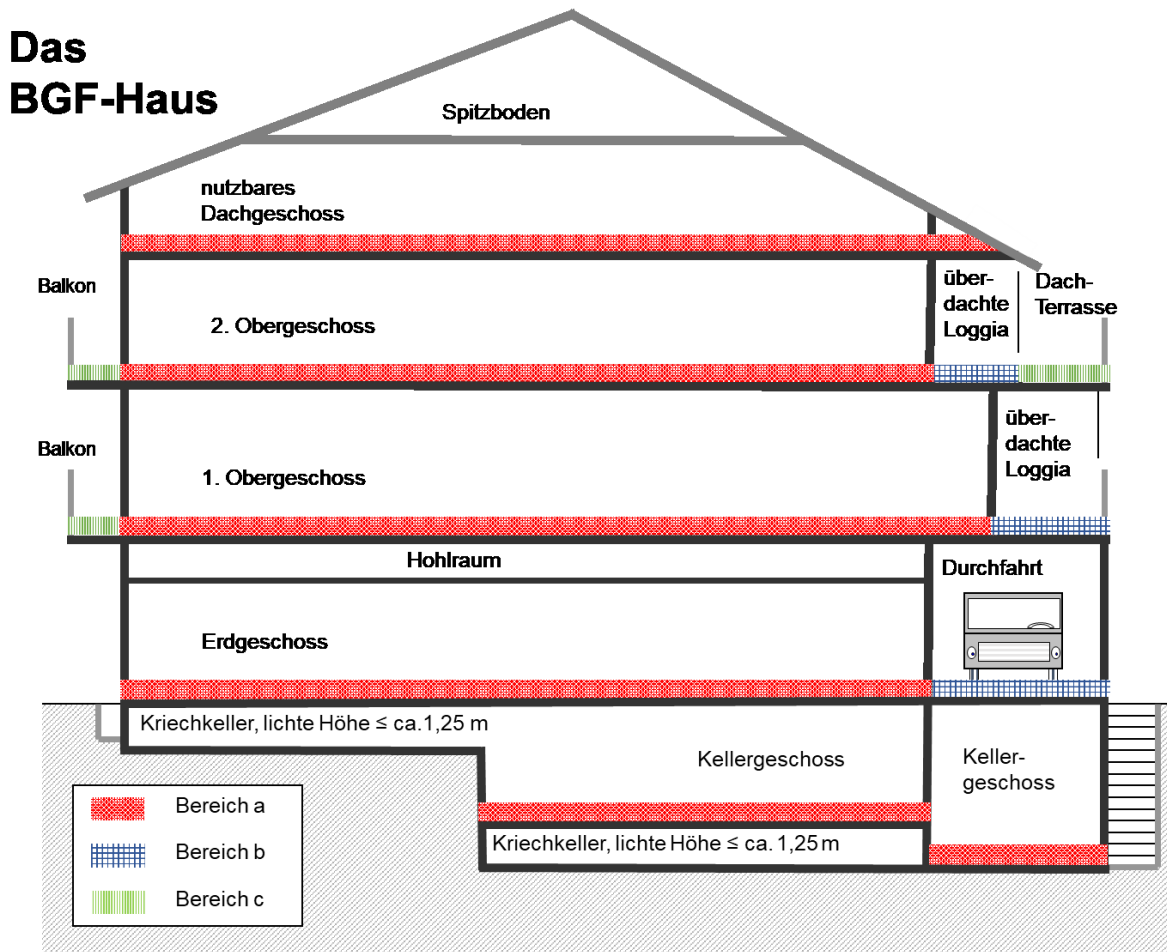 Das
BGF-Haus
Spitzboden
nutzbares
Dachgeschoss
Balkon
2. Obergeschoss
über-
dachte
Loggia
Dach-
Terrasse
Balkon
1. Obergeschoss
über-
dachte
Loggia
Hohlraum
Durchfahrt
Erdgeschoss
Kriechkeller, lichte Höhe ≤ ca.1,25 m
Kellergeschoss
Keller-
geschoss
Kriechkeller, lichte Höhe ≤ ca. 1,25 m
Bereich a
Bereich b
Bereich c